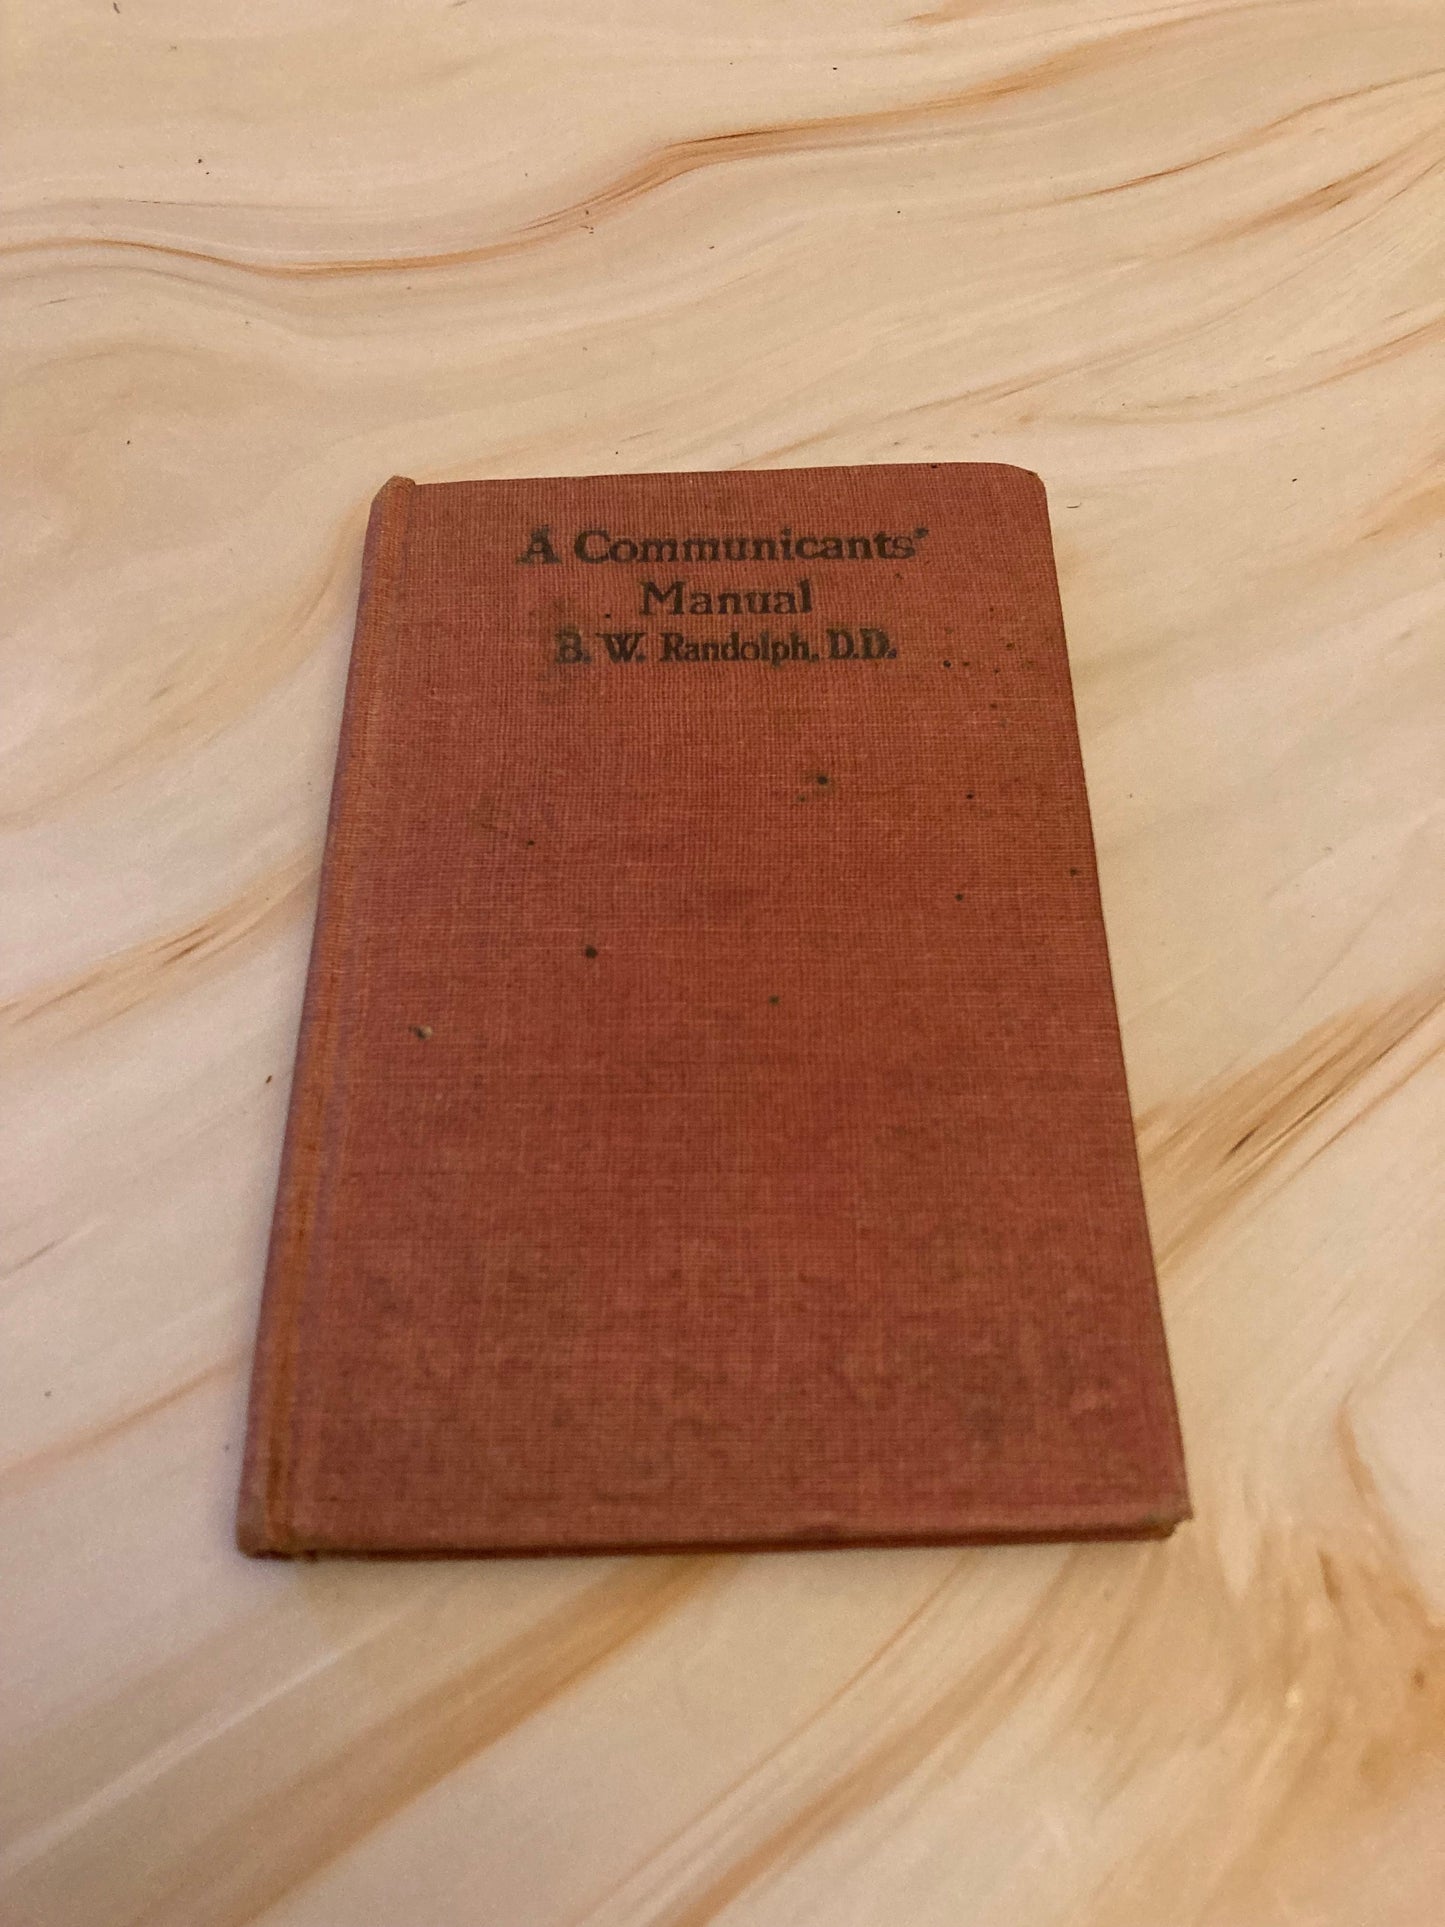 A Communicants'
Manual
B. W. Randolph, D.D.